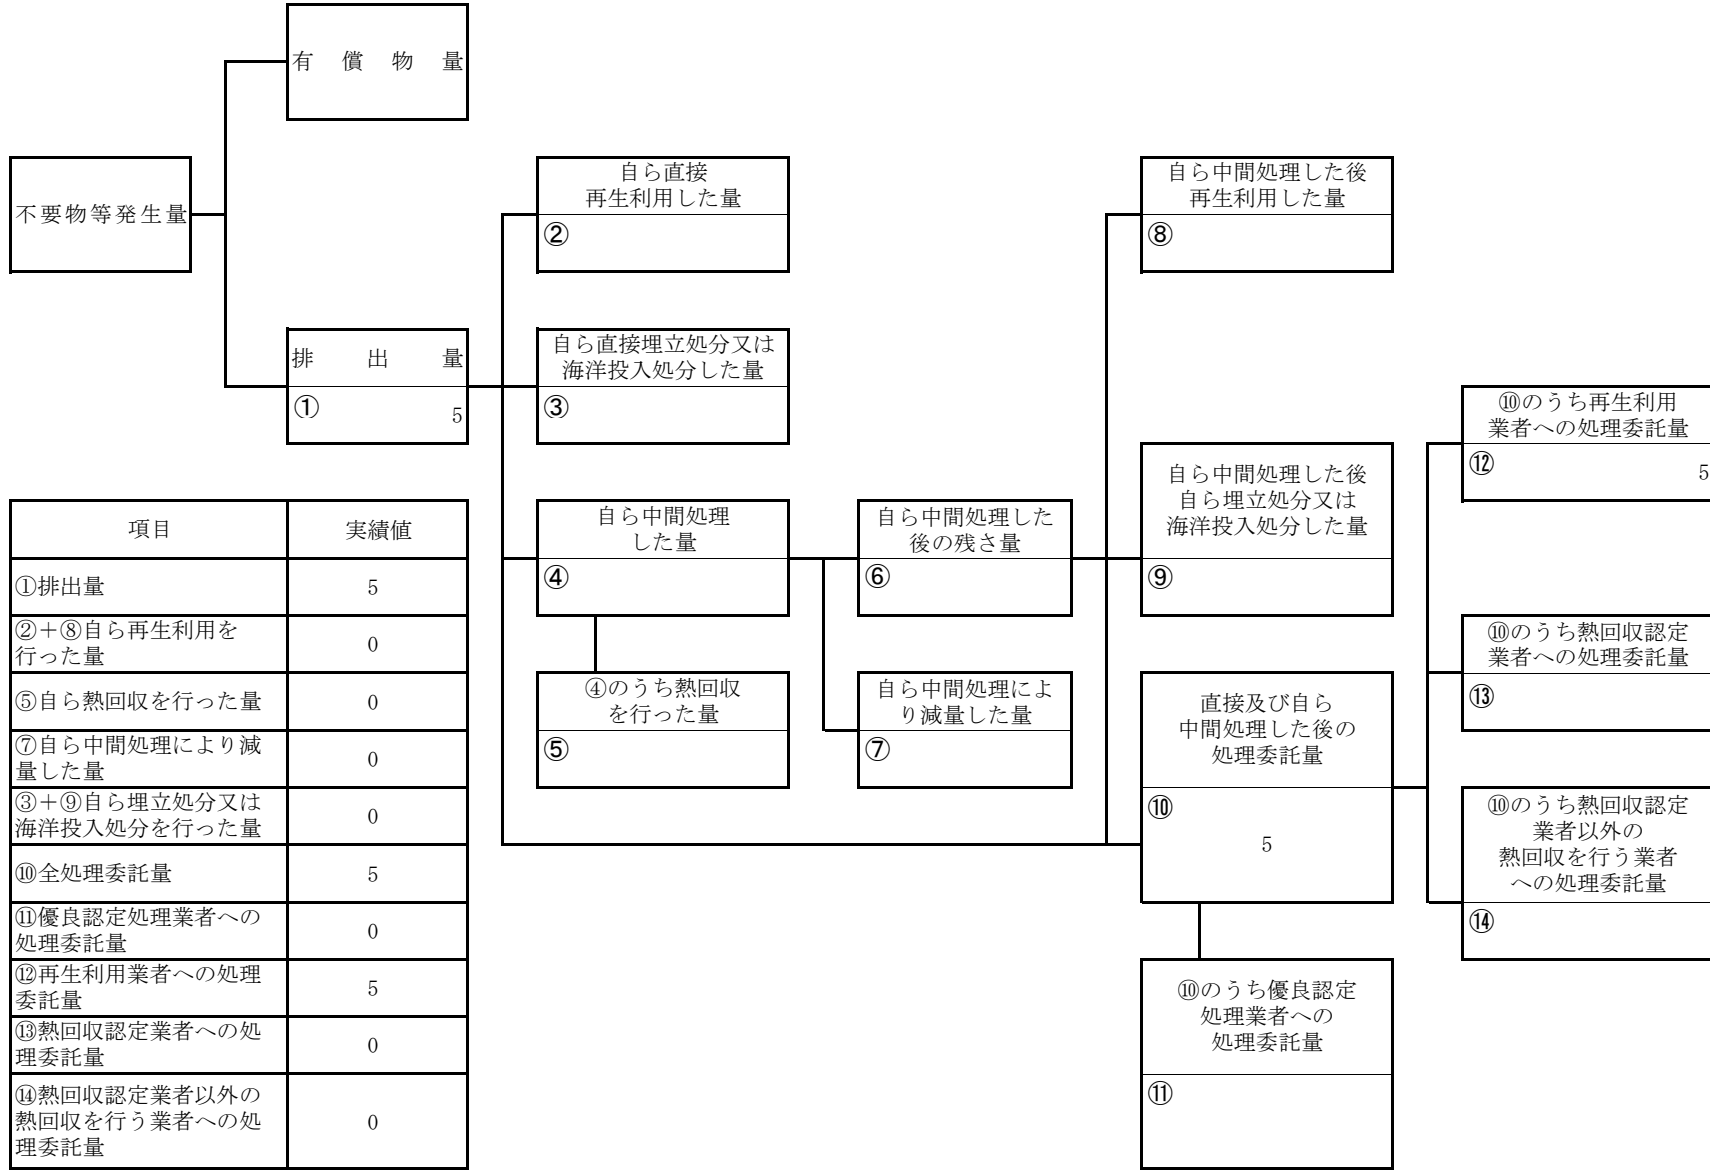 有償物量
不要物等発生量
自ら直接
再生利用した量
②
自ら中間処理した後
再生利用した量
⑧
排出量
①
5
自ら直接埋立処分又は
海洋投入処分した量
③
⑩のうち再生利用
業者への処理委託量
⑫
5
自ら中間処理
した量
④
自ら中間処理した
後の残さ量
⑥
自ら中間処理した後
自ら埋立処分又は
海洋投入処分した量
⑨
⑩のうち熱回収認定
業者への処理委託量
⑬
④のうち熱回収
を行った量
⑤
自ら中間処理によ
り減量した量
⑦
直接及び自ら
中間処理した後の
処理委託量
⑩
5
⑩のうち熱回収認定
業者以外の
熱回収を行う業者
への処理委託量
⑭
⑩のうち優良認定
処理業者への
処理委託量
⑪
項目 実績値
①排出量 5
②＋⑧自ら再生利用を
行った量 0
⑤自ら熱回収を行った量 0
⑦自ら中間処理により減
量した量 0
③＋⑨自ら埋立処分又は
海洋投入処分を行った量 0
⑩全処理委託量 5
⑪優良認定処理業者への
処理委託量 0
⑫再生利用業者への処理
委託量 5
⑬熱回収認定業者への処
理委託量 0
⑭熱回収認定業者以外の
熱回収を行う業者への処
理委託量 0